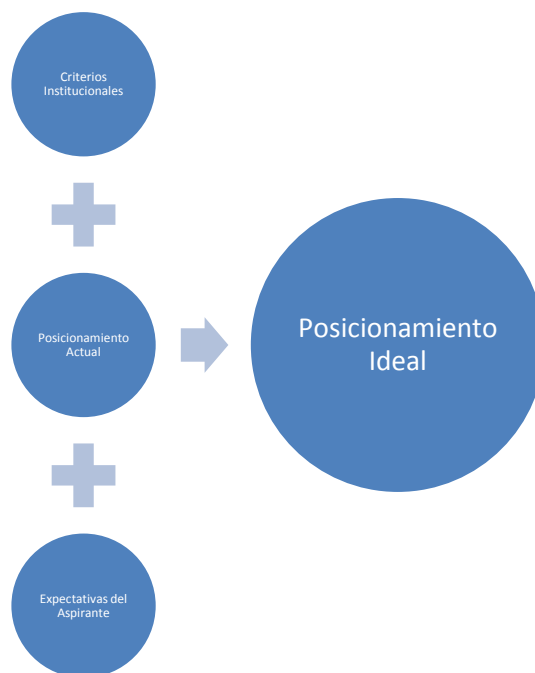 Criterios
Institucionales
Posicionamiento
Actual
Expectativas del
Aspirante
Posicionamiento
Ideal